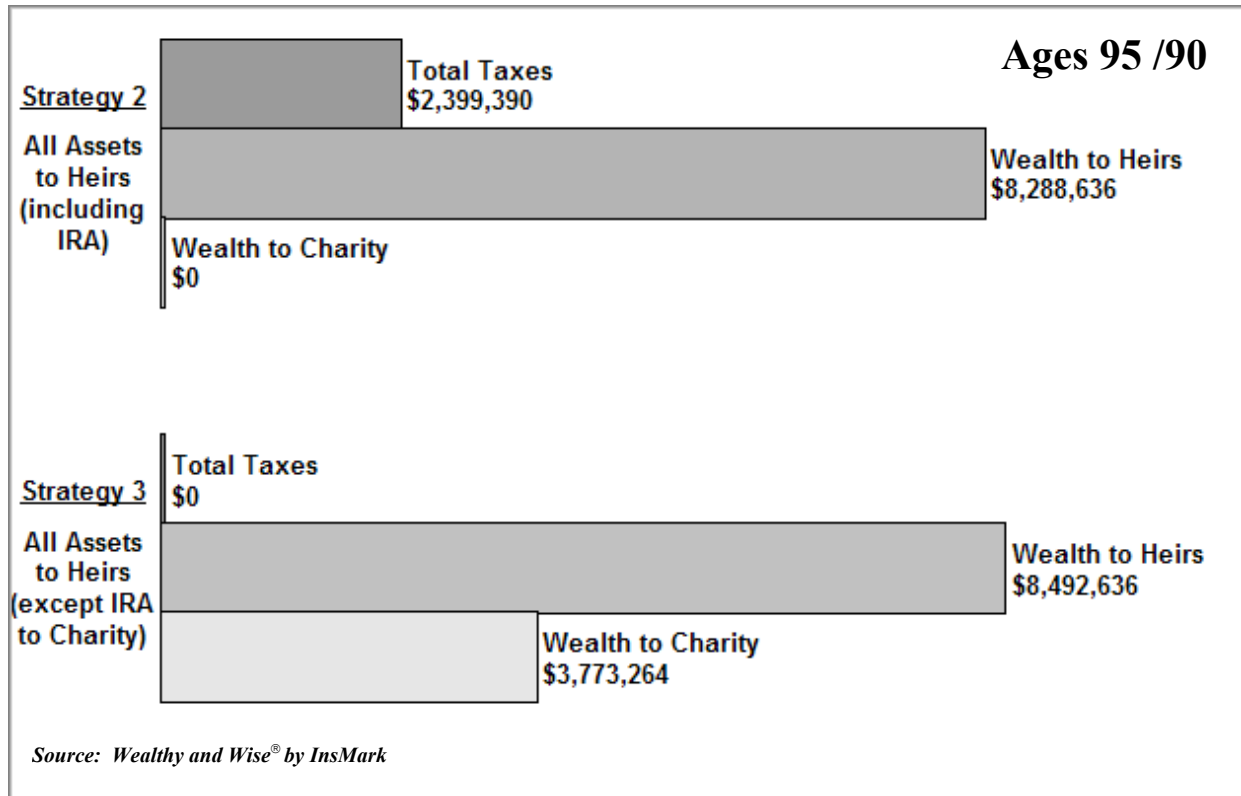 Ages 95 /90
Strategy 2
All Assets
to Heirs
(including
IRA)
Total Taxes
$2,399,390
Wealth to Heirs
$8,288,636
Wealth to Charity
$0
Strategy 3
All Assets
to Heirs
(except IRA
to Charity)
Total Taxes
$0
Wealth to Heirs
$8,492,636
Wealth to Charity
$3,773,264
Source: Wealthy and Wise® by InsMark